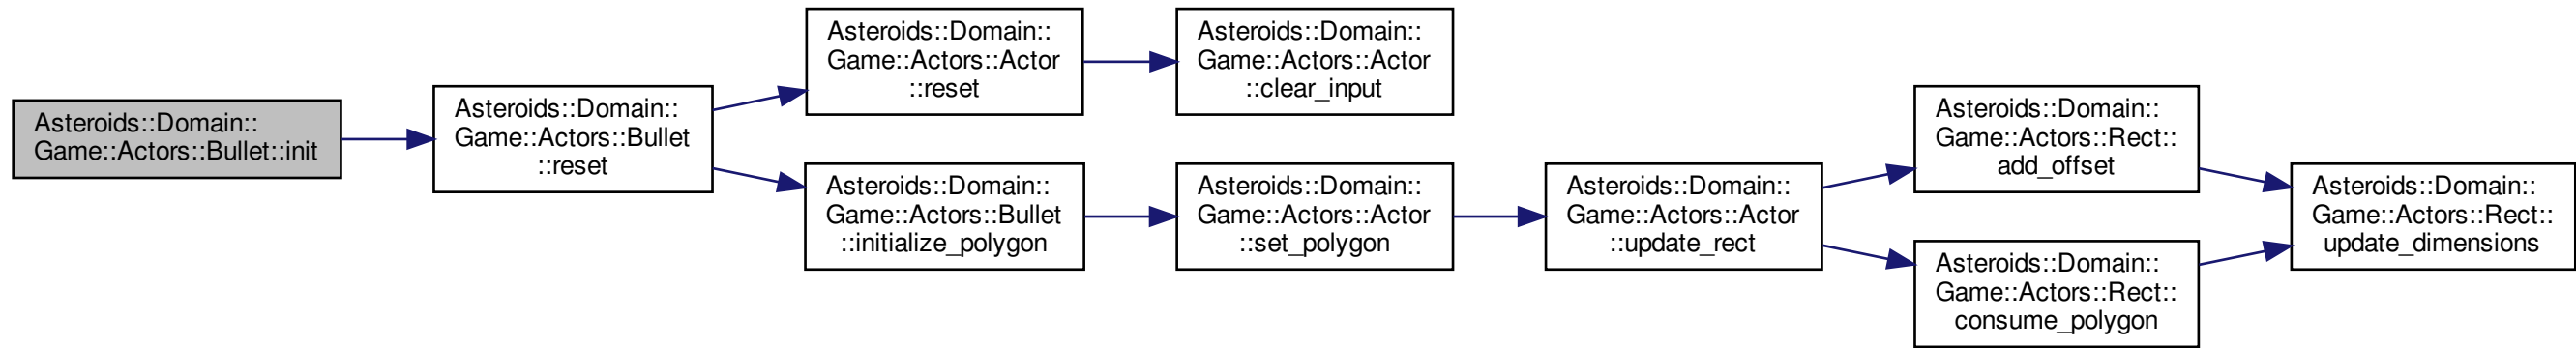 Asteroids::Domain::
Game::Actors::Bullet::init
Asteroids::Domain::
Game::Actors::Bullet
::reset
Asteroids::Domain::
Game::Actors::Actor
::reset
Asteroids::Domain::
Game::Actors::Actor
::clear_input
Asteroids::Domain::
Game::Actors::Bullet
::initialize_polygon
Asteroids::Domain::
Game::Actors::Actor
::set_polygon
Asteroids::Domain::
Game::Actors::Actor
::update_rect
Asteroids::Domain::
Game::Actors::Rect::
add_offset
Asteroids::Domain::
Game::Actors::Rect::
consume_polygon
Asteroids::Domain::
Game::Actors::Rect::
update_dimensions